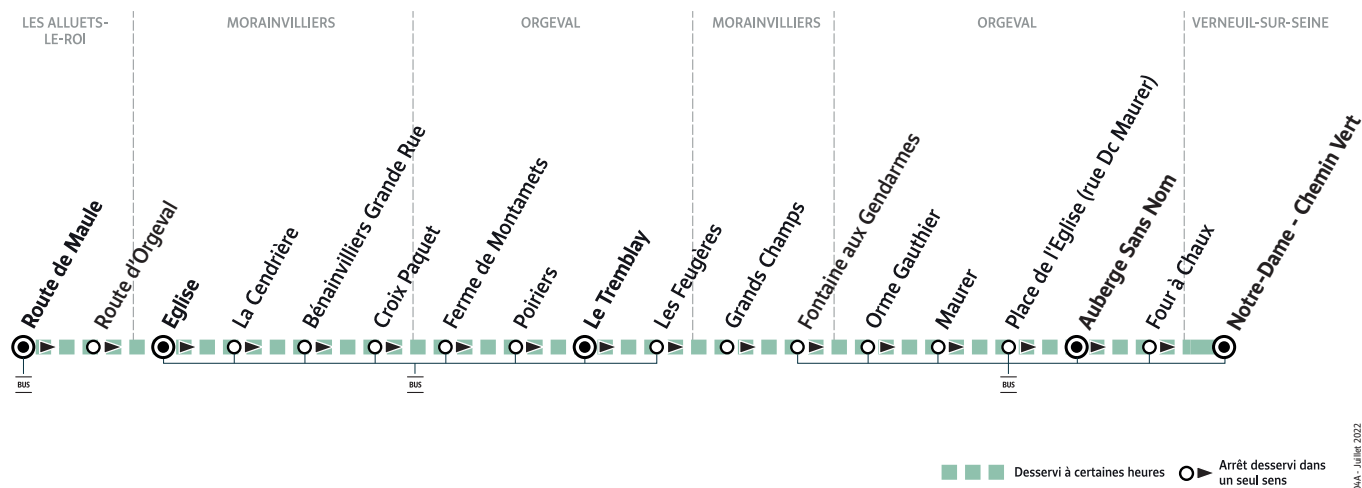 LES ALLUETS-
LE-ROI
MORAINVILLIERS
ORGEVAL
MORAINVILLIERS
ORGEVAL
VERNEUIL-SUR-SEINE
Route de Maule
Route d'Orgeval
Eglise
La Cendrière
Bénainvilliers Grande Rue
Croix Paquet
Ferme de Montamets
Poiriers
Le Tremblay
Les Feugères
Grands Champs
Fontaine aux Gendarmes
Orme Gauthier
Maurer
Place de l'Eglise (rue Dc Maurer)
Auberge Sans Nom
Four à Chaux
Notre-Dame - Chemin Vert
BUS
BUS
BUS
Desservi à certaines heures
Arrêt desservi dans
un seul sens
04A - Juillet 2022